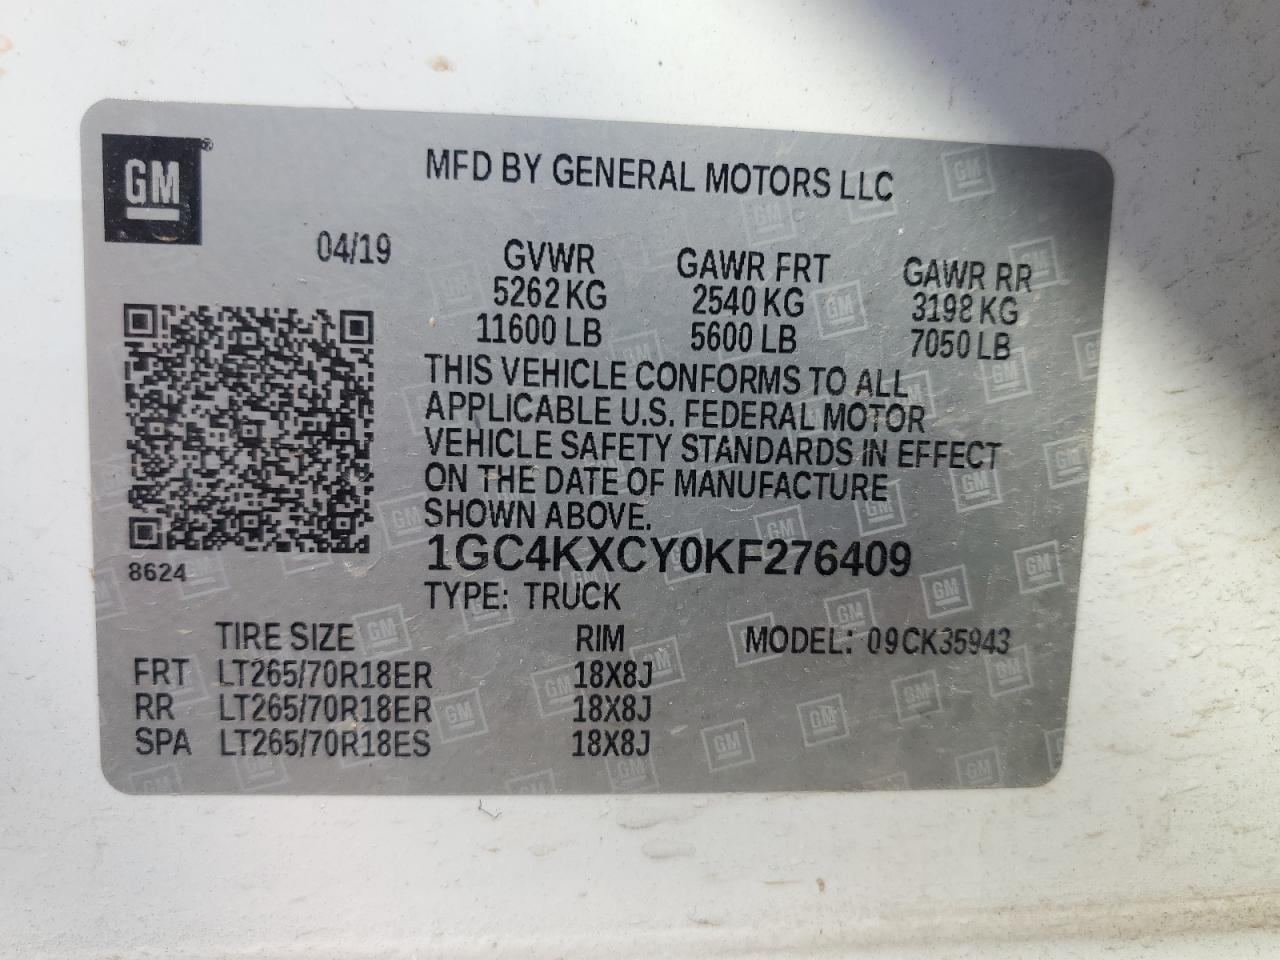 GM®
MFD BY GENERAL MOTORS LLC
04/19 GVWR GAWR FRT GAWR RR
5262 KG 2540 KG 3198 KG
11600 LB 5600 LB 7050 LB
THIS VEHICLE CONFORMS TO ALL
APPLICABLE U.S. FEDERAL MOTOR
VEHICLE SAFETY STANDARDS IN EFFECT
ON THE DATE OF MANUFACTURE
SHOWN ABOVE.
1GC4KXCY0KF276409
8624
TYPE: TRUCK
TIRE SIZE RIM MODEL: 09CK35943
FRT LT265/70R18ER 18X8J
RR LT265/70R18ER 18X8J
SPA LT265/70R18ES 18X8J